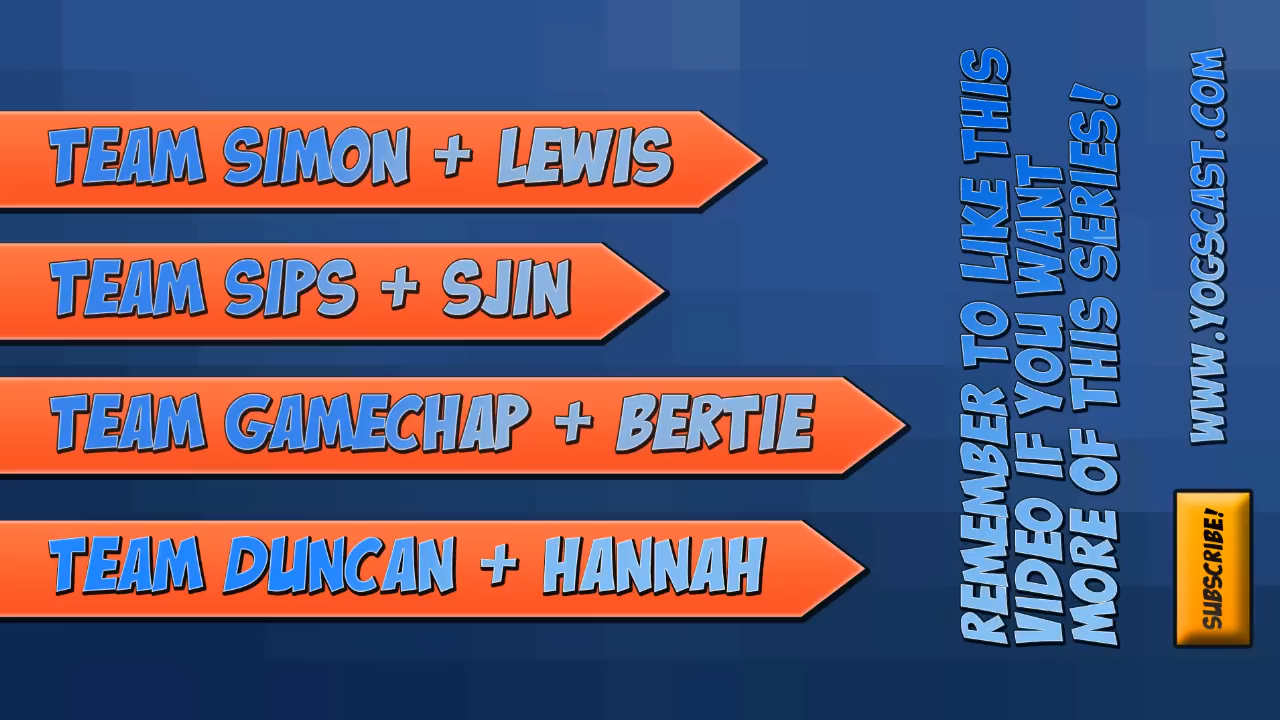 TEAM SIMON + LEWIS
TEAM SIPS + SJIN
TEAM GAMECHAP + BERTIE
TEAM DUNCAN + HANNAH
REMEMBER TO LIKE THIS
VIDEO IF YOU WANT
MORE OF THIS SERIES!
WWW.YOGSCAST.COM
SUBSCRIBE!